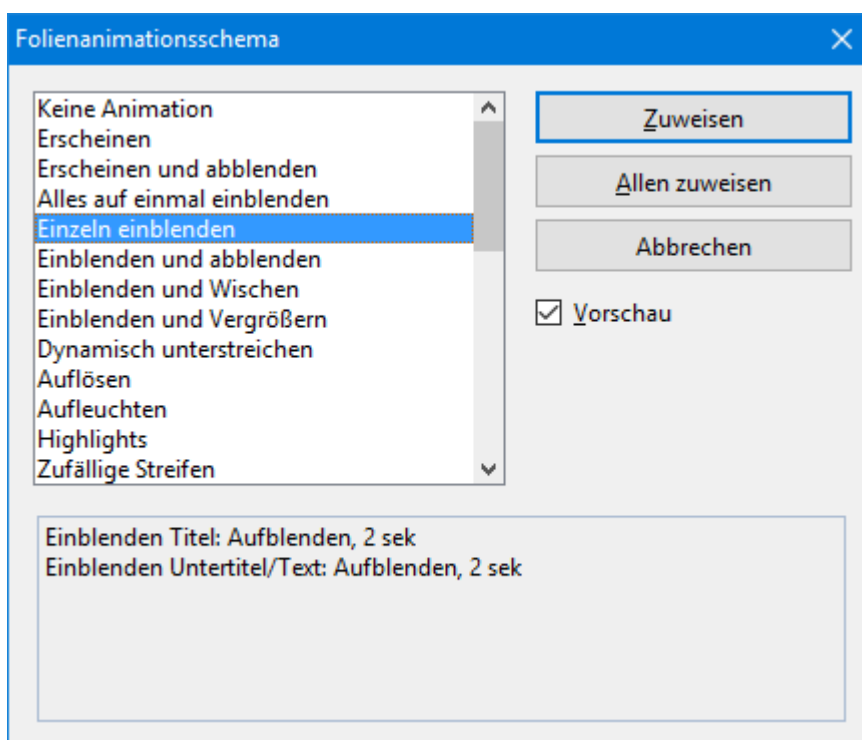 Folienanimationsschema
Keine Animation
Erscheinen
Erscheinen und abblenden
Alles auf einmal einblenden
Einzeln einblenden
Einblenden und abblenden
Einblenden und Wischen
Einblenden und Vergrößern
Dynamisch unterstreichen
Auflösen
Aufleuchten
Highlights
Zufällige Streifen
Zuweisen
Allen zuweisen
Abbrechen
Vorschau
Einblenden Titel: Aufblenden, 2 sek
Einblenden Untertitel/Text: Aufblenden, 2 sek